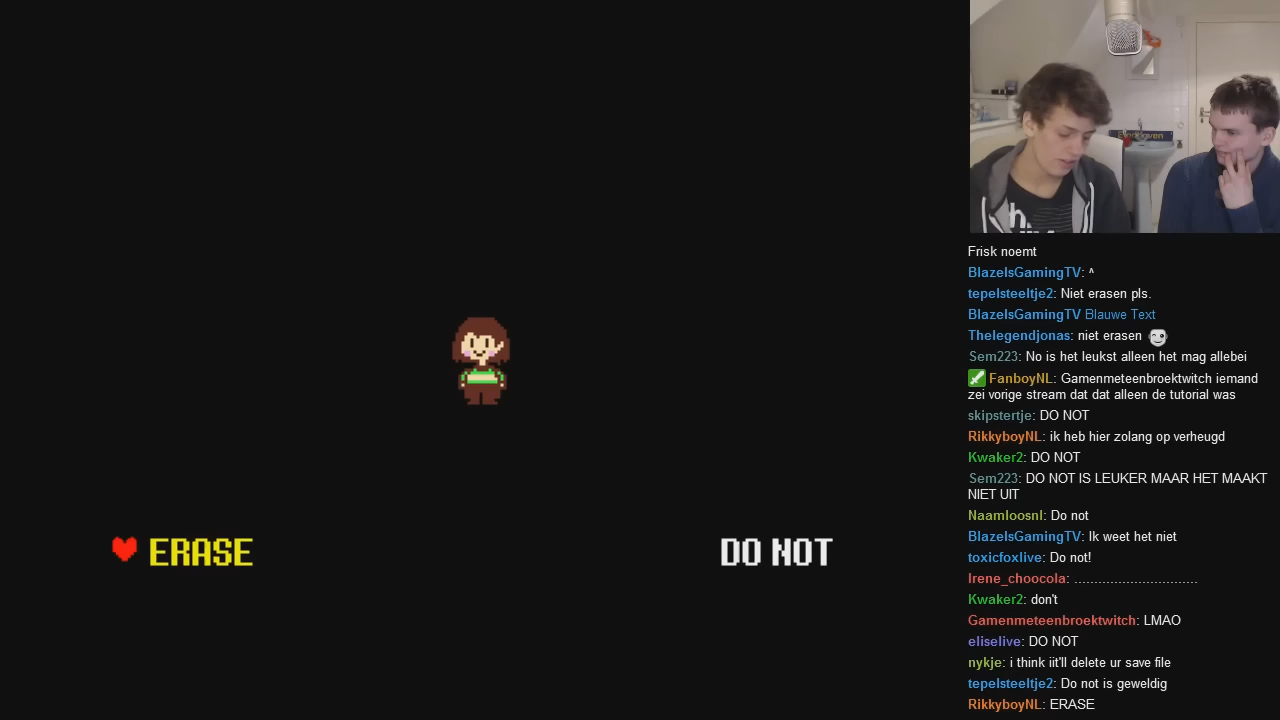 ERASE
DO NOT
Frisk noemt
BlazeIsGamingTV: ^
tepelsteeltje2: Niet erasen pls.
BlazeIsGamingTV Blauwe Text
Thelegendjonas: niet erasen
Sem223: No is het leukst alleen het mag allebei
FanboyNL: Gamenmeteenbroektwitch iemand
zei vorige stream dat dat alleen de tutorial was
skipstertje: DO NOT
RikkyboyNL: ik heb hier zolang op verheugd
Kwaker2: DO NOT
Sem223: DO NOT IS LEUKER MAAR HET MAAKT
NIET UIT
Naamloosnl: Do not
BlazeIsGamingTV: Ik weet het niet
toxicfoxlive: Do not!
Irene_choocola: ...............................
Kwaker2: don't
Gamenmeteenbroektwitch: LMAO
eliselive: DO NOT
nykje: i think iit'll delete ur save file
tepelsteeltje2: Do not is geweldig
RikkyboyNL: ERASE